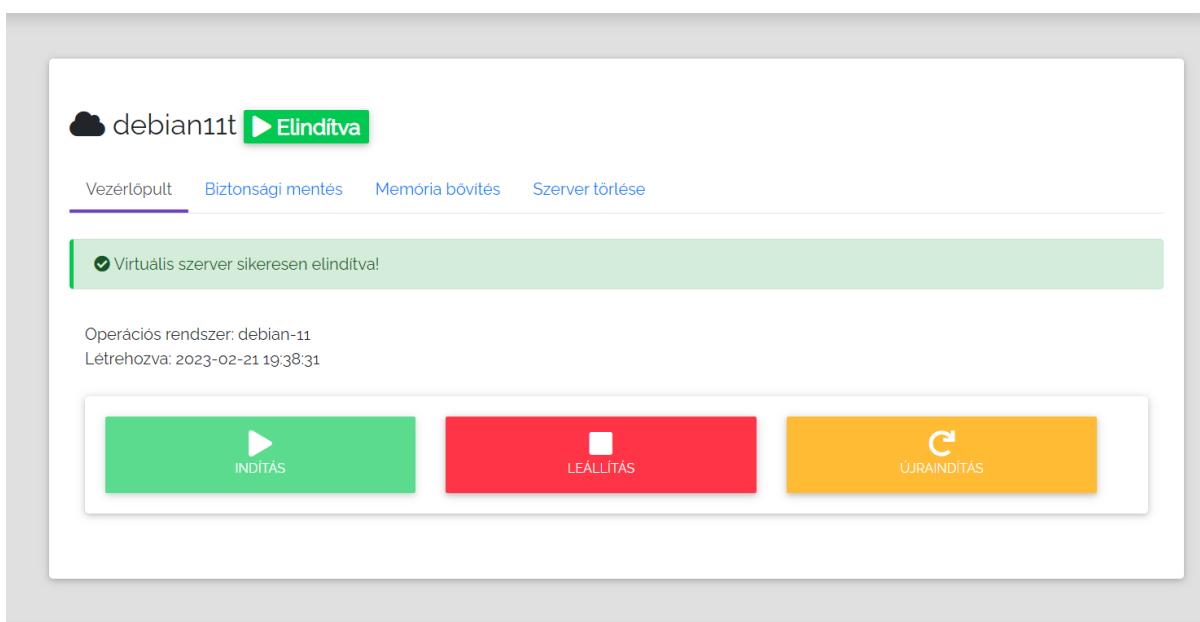 debian11t Elindítva
Vezérlőpult Biztonsági mentés Memória bővítés Szerver törlése
Virtuális szerver sikeresen elindítva!
Operációs rendszer: debian-11
Létrehozva: 2023-02-21 19:38:31
INDÍTÁS LEÁLLÍTÁS ÚJRAINDÍTÁS